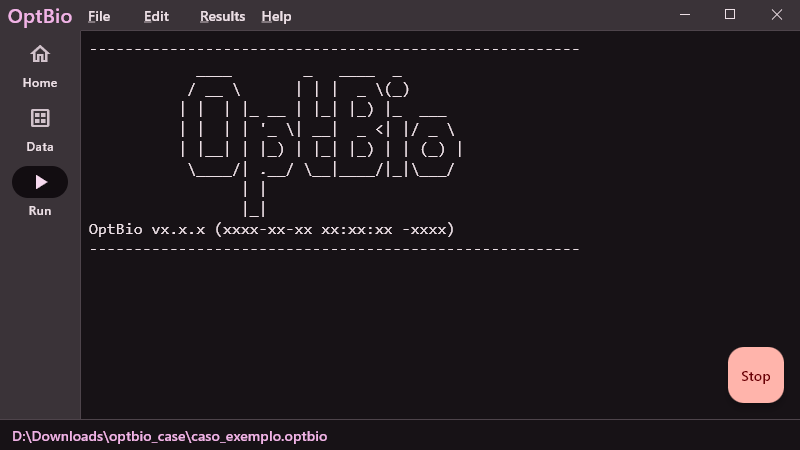 OptBio File Edit Results Help
Home
Data
Run
-------------------------------------------------------
OptBio
OptBio vx.x.x (xxxx-xx-xx xx:xx:xx -xxxx)
-------------------------------------------------------
Stop
D:\Downloads\optbio_case\caso_exemplo.optbio